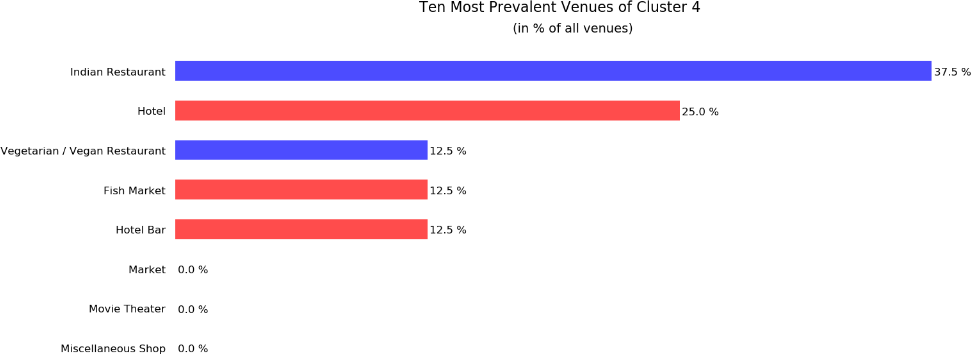 Ten Most Prevalent Venues of Cluster 4
(in % of all venues)
Indian Restaurant 37.5 %
Hotel 25.0 %
Vegetarian / Vegan Restaurant 12.5 %
Fish Market 12.5 %
Hotel Bar 12.5 %
Market 0.0 %
Movie Theater 0.0 %
Miscellaneous Shop 0.0 %